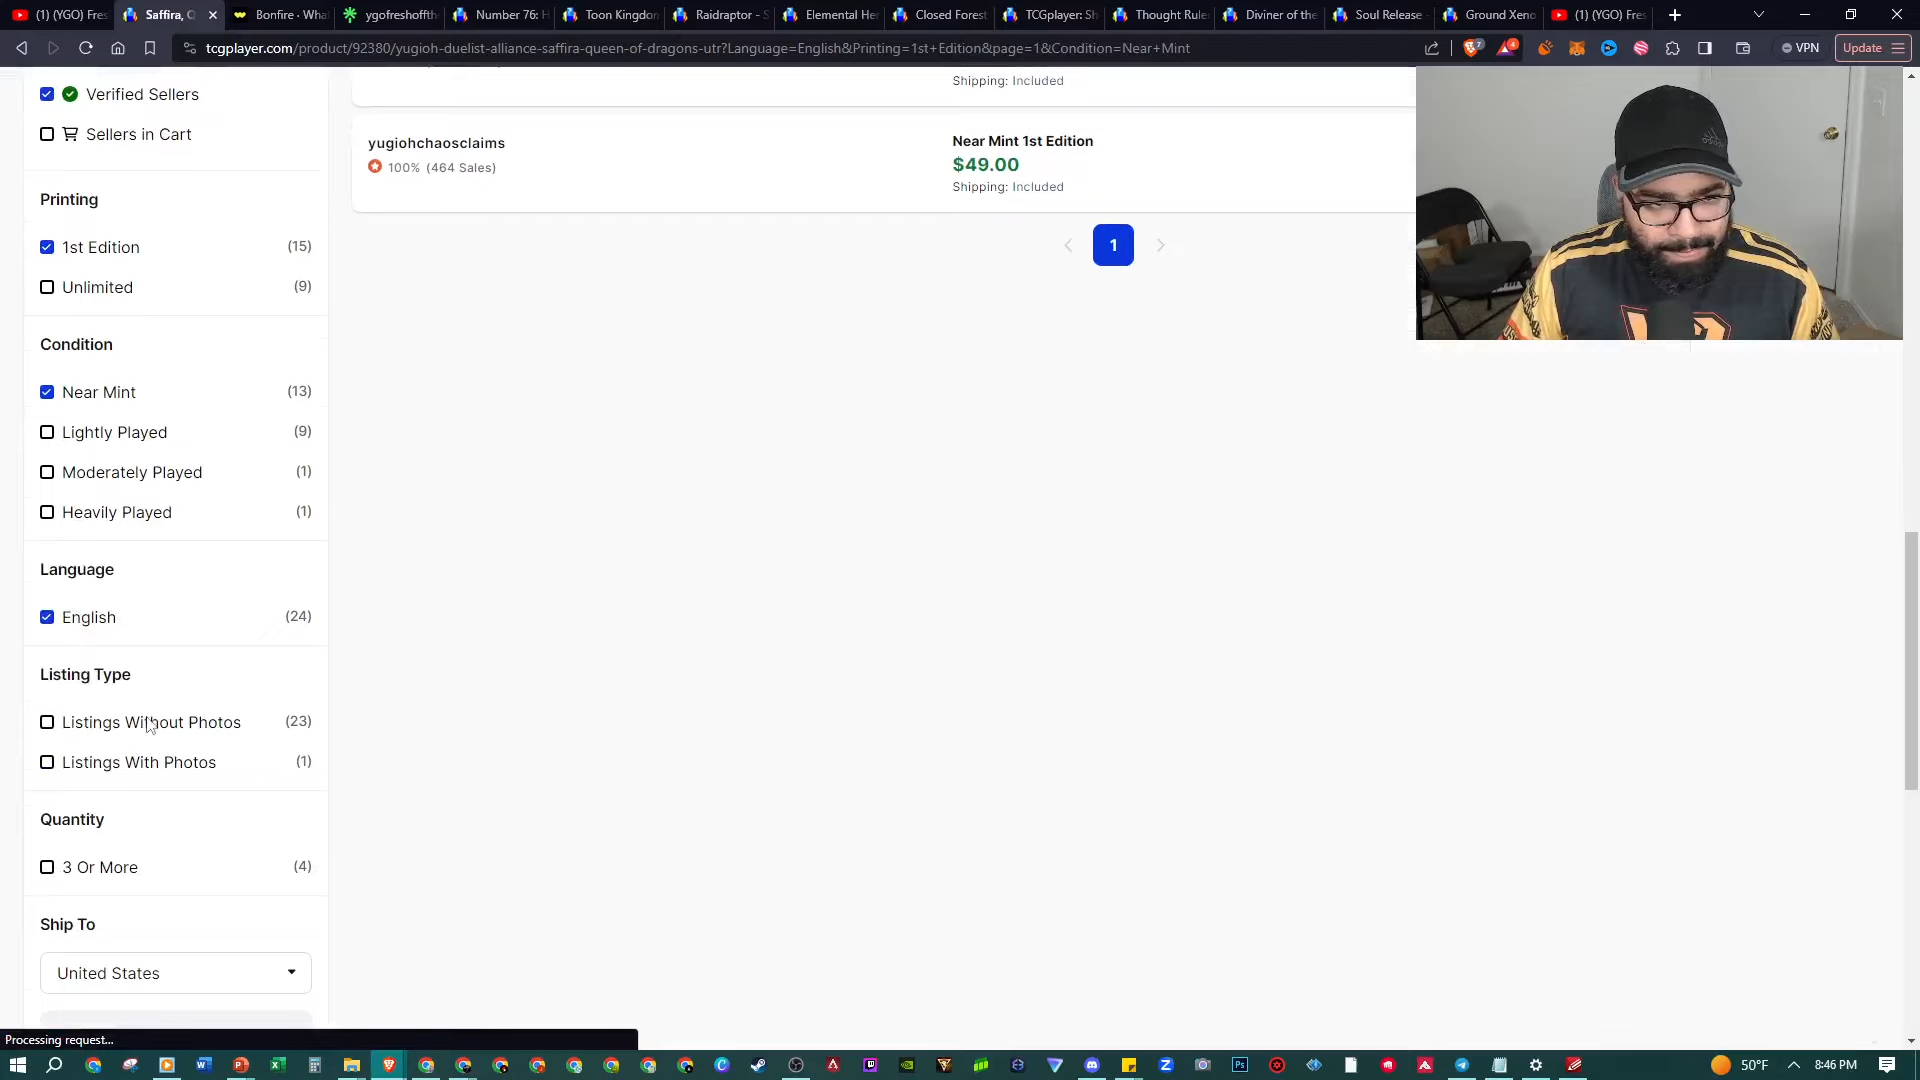 (1) (YGO) Fres
Saffira, Q
Bonfire - Wha
ygofreshoffth
Number 76: H
Toon Kingdon
Raidraptor - S
Elemental Her
Closed Forest
TCGplayer: Sh
Thought Ruler
Diviner of the
Soul Release -
Ground Xeno
(1) (YGO) Fres
tcgplayer.com/product/92380/yugioh-duelist-alliance-saffira-queen-of-dragons-utr?Language=English&Printing=1st+Edition&page=1&Condition=Near+Mint
7
4
VPN
Update
Verified Sellers
Sellers in Cart
Printing
1st Edition (15)
Unlimited (9)
Condition
Near Mint (13)
Lightly Played (9)
Moderately Played (1)
Heavily Played (1)
Language
English (24)
Listing Type
Listings Without Photos (23)
Listings With Photos (1)
Quantity
3 Or More (4)
Ship To
United States
Shipping: Included
yugiohchaosclaims
100% (464 Sales)
Near Mint 1st Edition
$49.00
Shipping: Included
1
Processing request...
50°F
8:46 PM